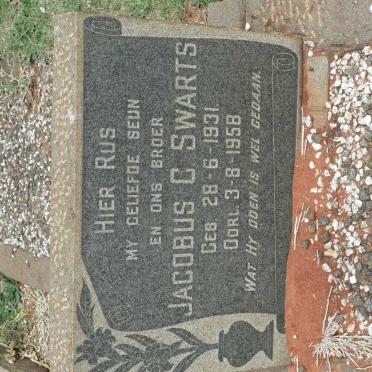 HIER RUS
MY GELIEFDE SEUN
EN ONS BROER
JACOBUS C. SWARTS
GEB. 28-6-1931.
OORL. 3-8-1958
WAT HY DOEN IS WEL GEDAAN.